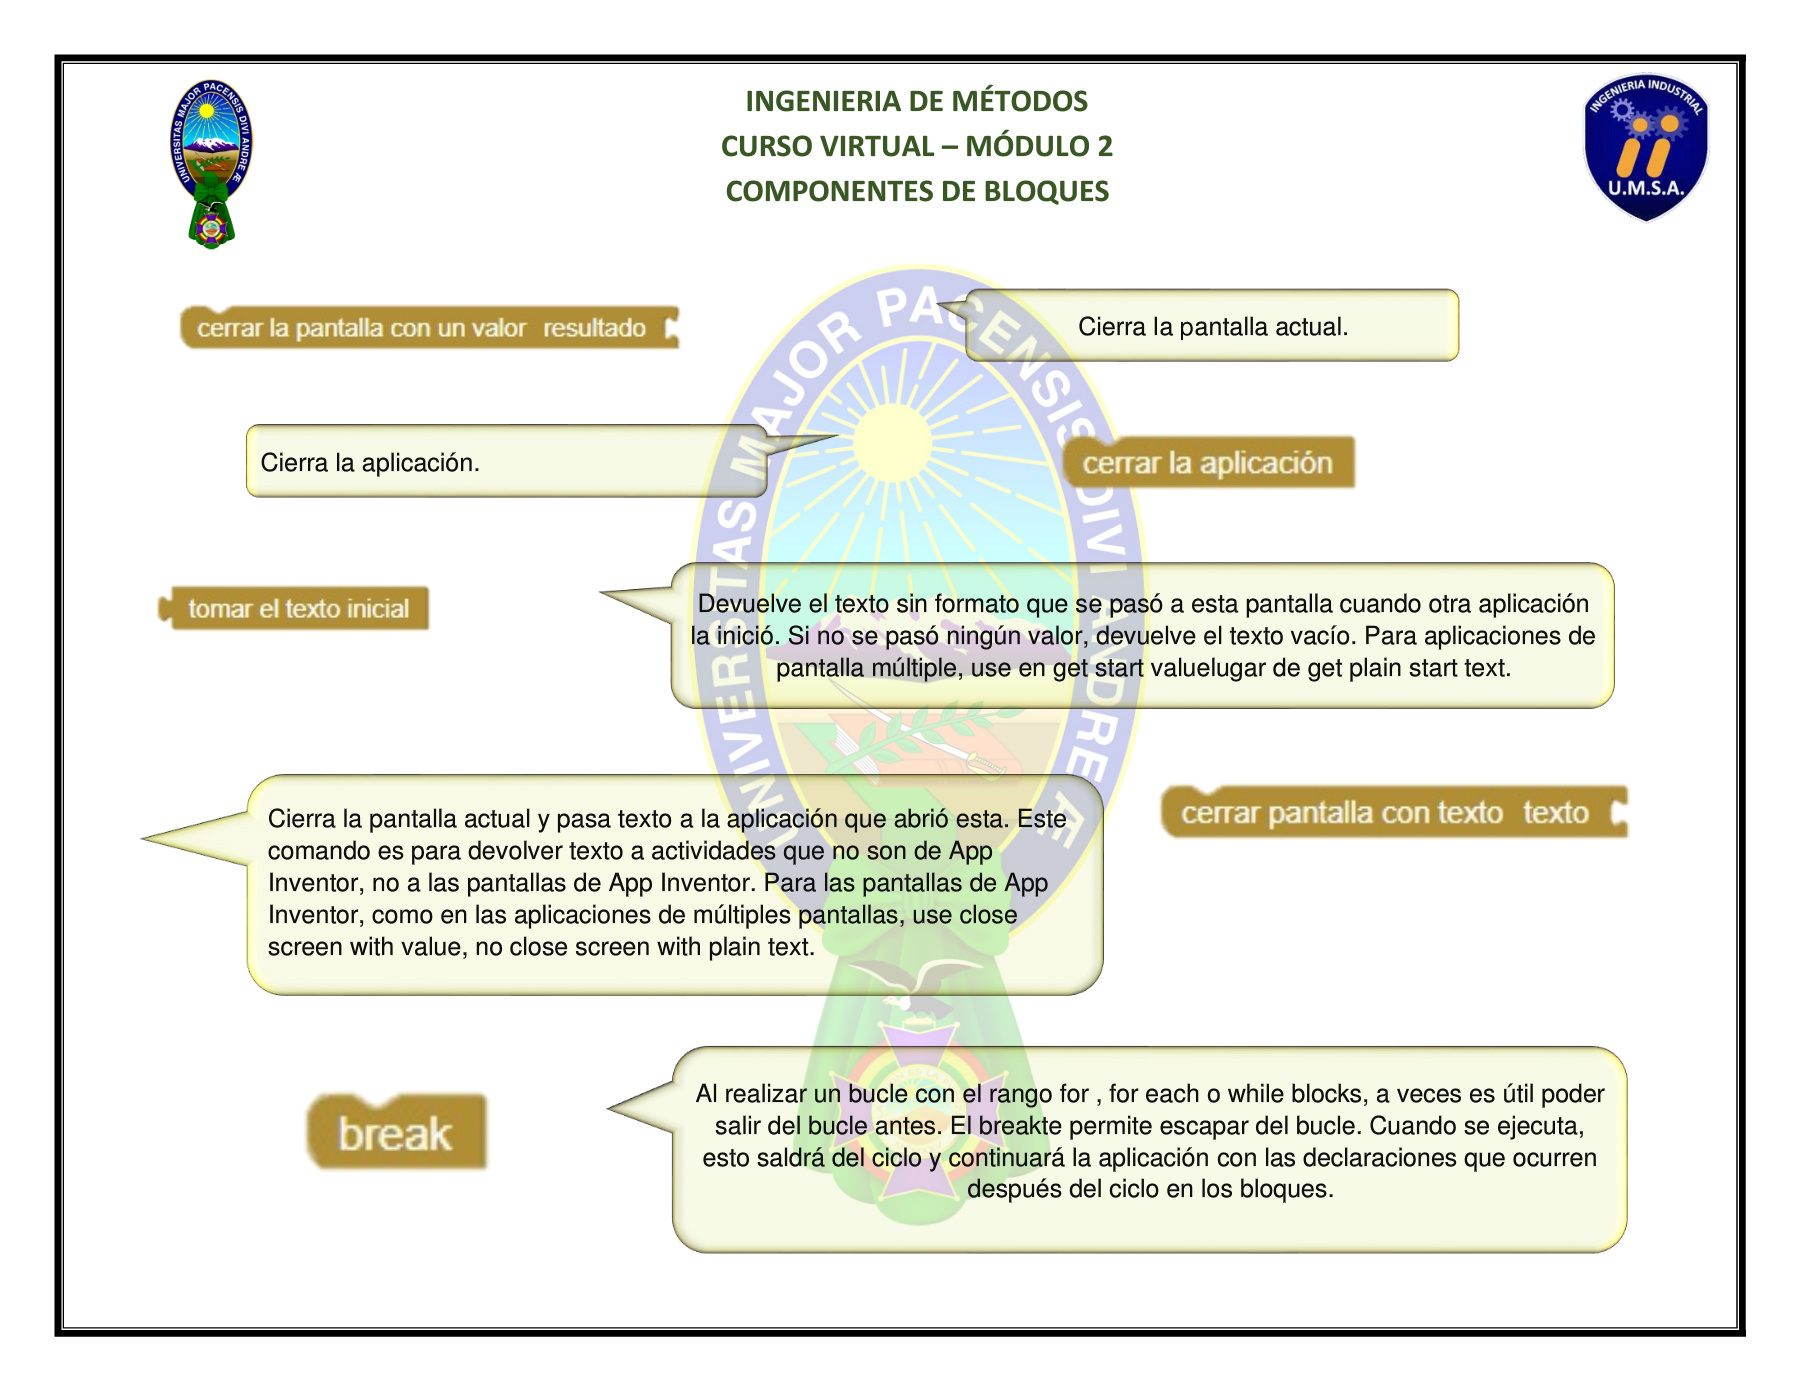 UNIVERSITAS MAJOR PACENSIS DIVI ANDRE Æ
INGENIERIA DE MÉTODOS
CURSO VIRTUAL – MÓDULO 2
COMPONENTES DE BLOQUES
INGENIERIA INDUSTRIAL
U.M.S.A.
UNIVERSITAS MAJOR PACENSIS DIVI ANDRE Æ
cerrar la pantalla con un valor resultado
Cierra la pantalla actual.
Cierra la aplicación.
cerrar la aplicación
tomar el texto inicial
Devuelve el texto sin formato que se pasó a esta pantalla cuando otra aplicación
la inició. Si no se pasó ningún valor, devuelve el texto vacío. Para aplicaciones de
pantalla múltiple, use en get start valuelugar de get plain start text.
Cierra la pantalla actual y pasa texto a la aplicación que abrió esta. Este
comando es para devolver texto a actividades que no son de App
Inventor, no a las pantallas de App Inventor. Para las pantallas de App
Inventor, como en las aplicaciones de múltiples pantallas, use close
screen with value, no close screen with plain text.
cerrar pantalla con texto texto
break
Al realizar un bucle con el rango for , for each o while blocks, a veces es útil poder
salir del bucle antes. El breakte permite escapar del bucle. Cuando se ejecuta,
esto saldrá del ciclo y continuará la aplicación con las declaraciones que ocurren
después del ciclo en los bloques.